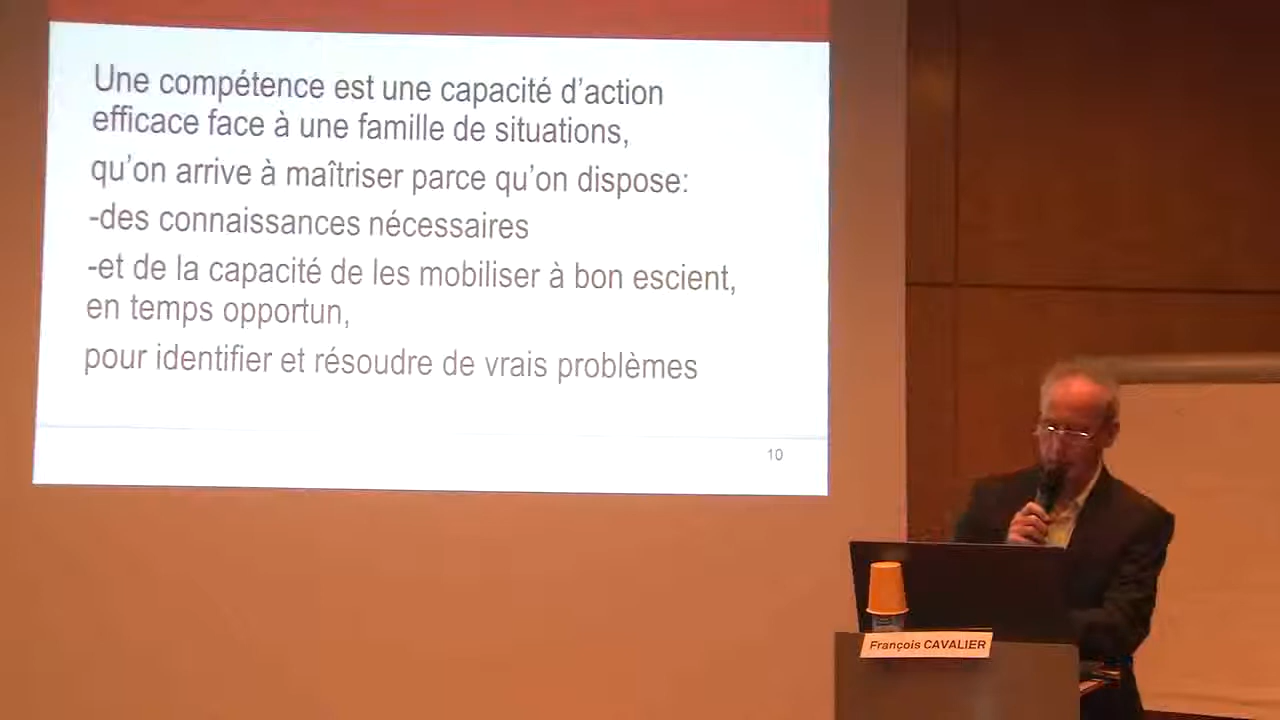 Une compétence est une capacité d’action
efficace face à une famille de situations,
qu’on arrive à maîtriser parce qu’on dispose:
-des connaissances nécessaires
-et de la capacité de les mobiliser à bon escient,
en temps opportun,
pour identifier et résoudre de vrais problèmes
10
François CAVALIER